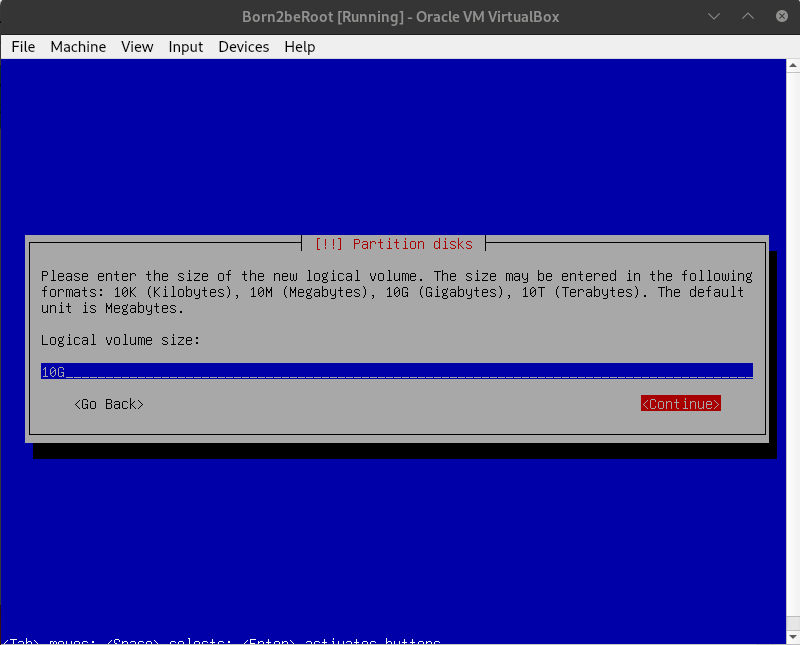 Born2beRoot [Running] - Oracle VM VirtualBox
File Machine View Input Devices Help
[!!] Partition disks
Please enter the size of the new logical volume. The size may be entered in the following
formats: 10K (Kilobytes), 10M (Megabytes), 10G (Gigabytes), 10T (Terabytes). The default
unit is Megabytes.
Logical volume size:
10G
<Go Back> <Continue>
<Tab> moves; <Space> selects; <Enter> activates buttons